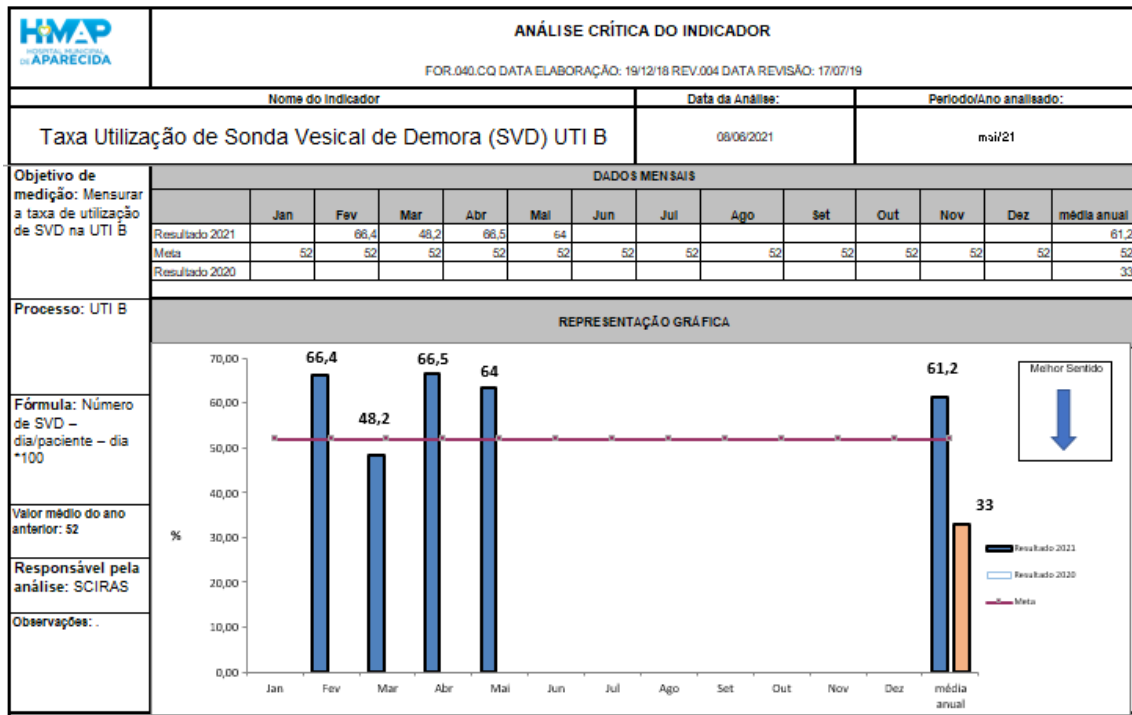 HMAP
HOSPITAL MUNICIPAL
DE APARECIDA
ANÁLISE CRÍTICA DO INDICADOR
FOR.040.CQ DATA ELABORAÇÃO: 19/12/18 REV.004 DATA REVISÃO: 17/07/19
Nome do Indicador Data da Análise: Periodo/Ano analisado:
Taxa Utilização de Sonda Vesical de Demora (SVD) UTI B 08/06/2021 mai/21
Objetivo de
medição: Mensurar
a taxa de utilização
de SVD na UTI B
DADOS MENSAIS
Jan Fev Mar Abr Mai Jun Jul Ago Set Out Nov Dez média anual
Resultado 2021 66,4 48,2 66,5 64 61,2
Meta 52 52 52 52 52 52 52 52 52 52 52 52 52
Resultado 2020 33
Processo: UTI B
Fórmula: Número
de SVD –
dia/paciente – dia
*100
Valor médio do ano
anterior: 52
Responsável pela
análise: SCIRAS
Observações: .
REPRESENTAÇÃO GRÁFICA
70,00
60,00
50,00
40,00
30,00
20,00
10,00
0,00
%
66,4
48,2
66,5
64
61,2
33
Melhor Sentido
Resultado 2021
Resultado 2020
Meta
Jan Fev Mar Abr Mai Jun Jul Ago Set Out Nov Dez média
anual